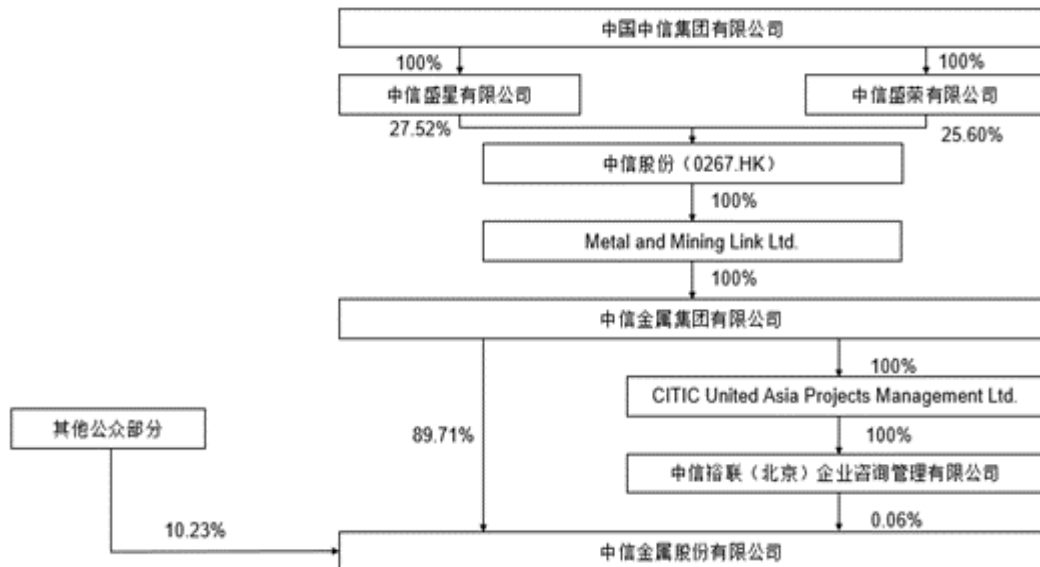 中国中信集团有限公司
100%
100%
中信盛星有限公司
中信盛荣有限公司
27.52%
25.60%
中信股份（0267.HK）
100%
Metal and Mining Link Ltd.
100%
中信金属集团有限公司
100%
CITIC United Asia Projects Management Ltd.
其他公众部分
89.71%
100%
中信裕联（北京）企业咨询管理有限公司
10.23%
0.06%
中信金属股份有限公司